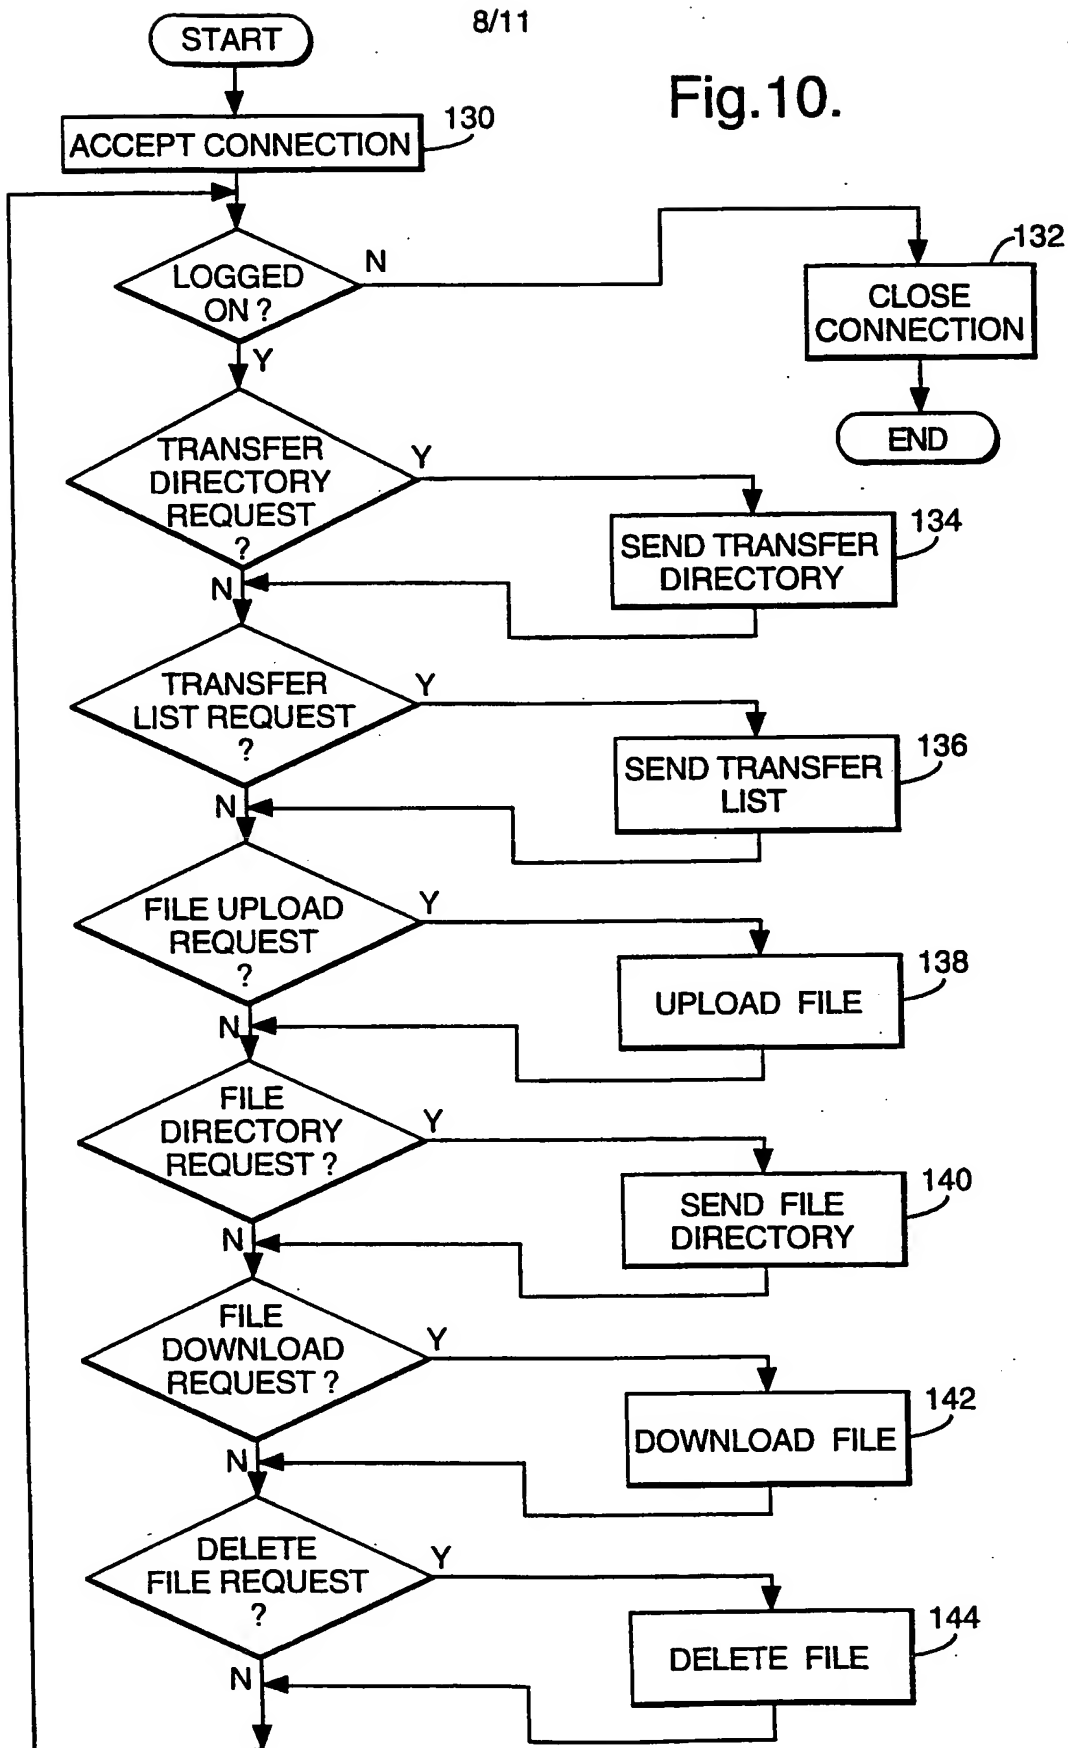 8/11
START
Fig.10.
ACCEPT CONNECTION
130
LOGGED
ON ?
N
Y
132
CLOSE
CONNECTION
END
TRANSFER
DIRECTORY
REQUEST
?
Y
N
134
SEND TRANSFER
DIRECTORY
TRANSFER
LIST REQUEST
?
Y
N
136
SEND TRANSFER
LIST
FILE UPLOAD
REQUEST
?
Y
N
138
UPLOAD FILE
FILE
DIRECTORY
REQUEST ?
Y
N
140
SEND FILE
DIRECTORY
FILE
DOWNLOAD
REQUEST ?
Y
N
142
DOWNLOAD FILE
DELETE
FILE REQUEST
?
Y
N
144
DELETE FILE